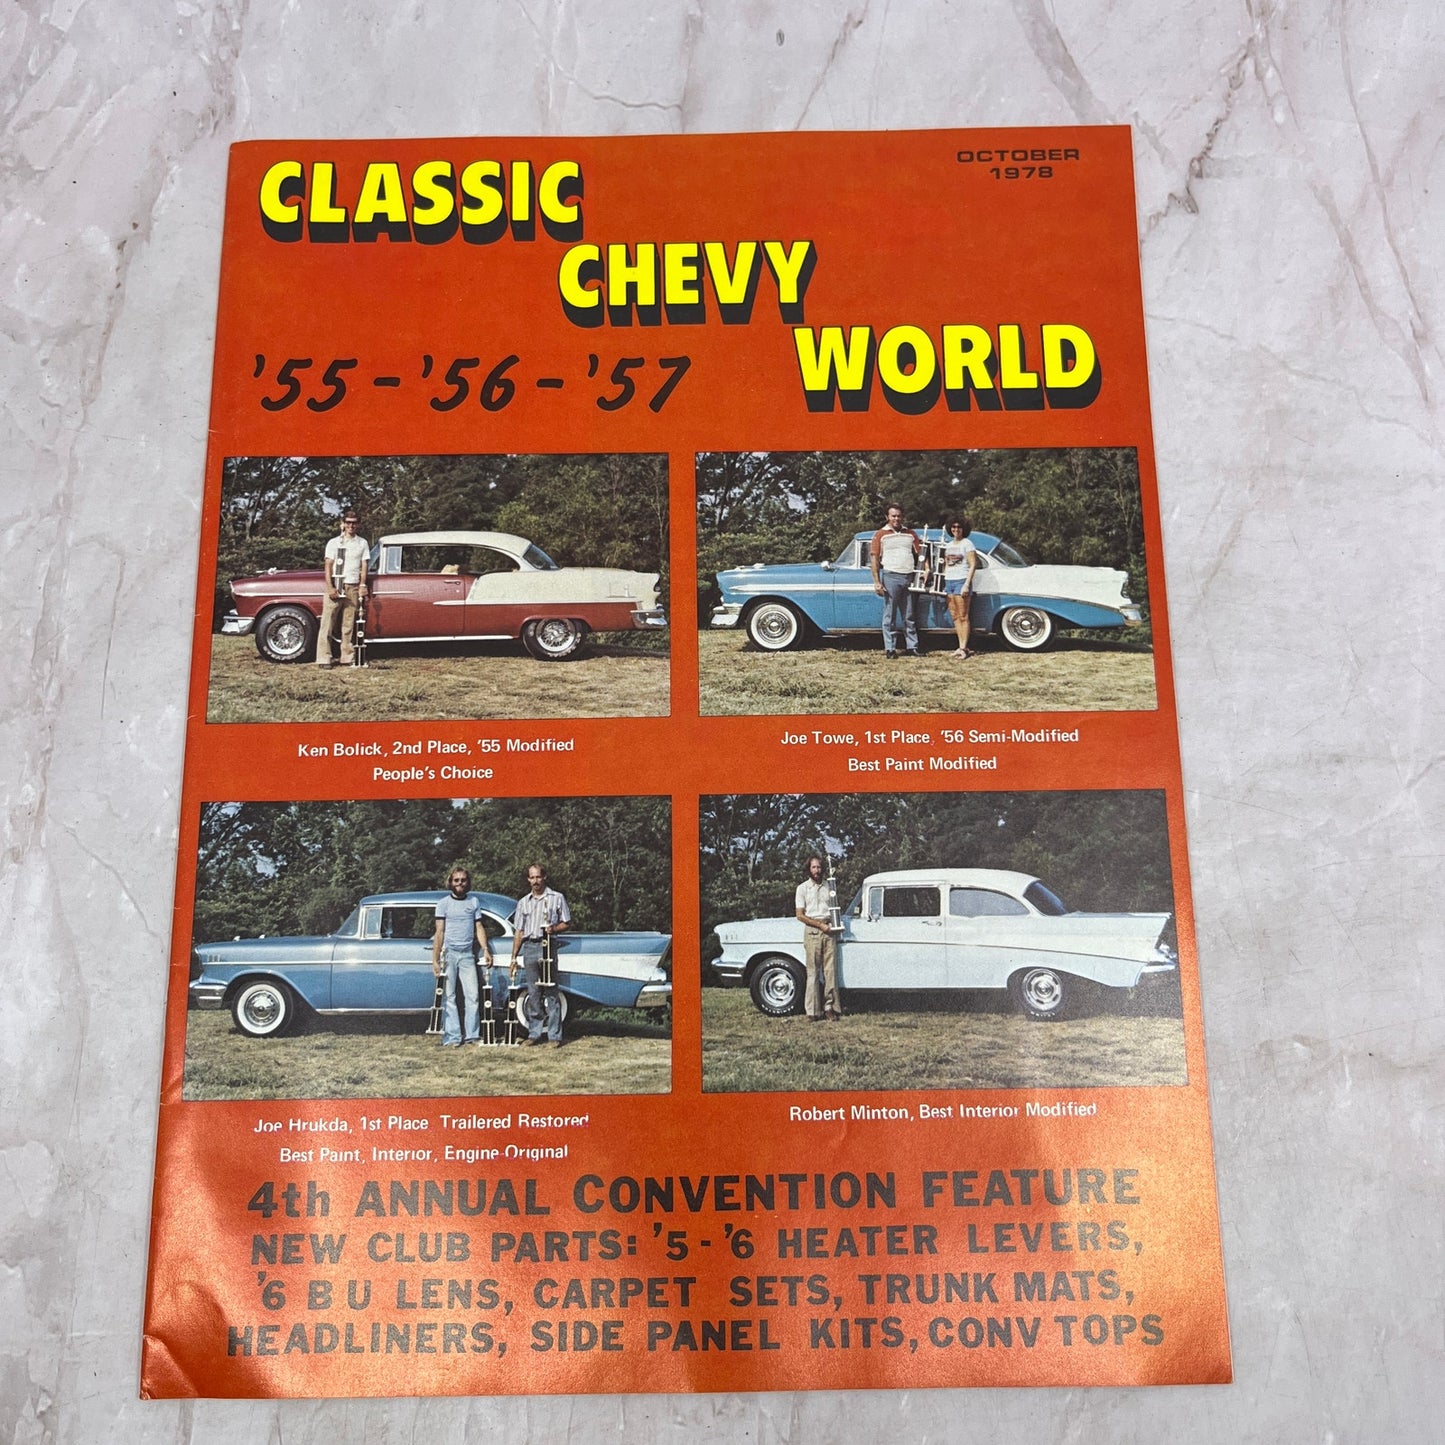 OCTOBER
1978
CLASSIC
CHEVY
WORLD
'55 - '56 - '57
Ken Bolick, 2nd Place, '55 Modified
People's Choice
Joe Towe, 1st Place, '56 Semi-Modified
Best Paint Modified
Joe Hrukda, 1st Place Trailered Restored
Best Paint, Interior, Engine Original
Robert Minton, Best Interior Modified
4th ANNUAL CONVENTION FEATURE
NEW CLUB PARTS: '5 - '6 HEATER LEVERS,
'6 B U LENS, CARPET SETS, TRUNK MATS,
HEADLINERS, SIDE PANEL KITS, CONV TOPS